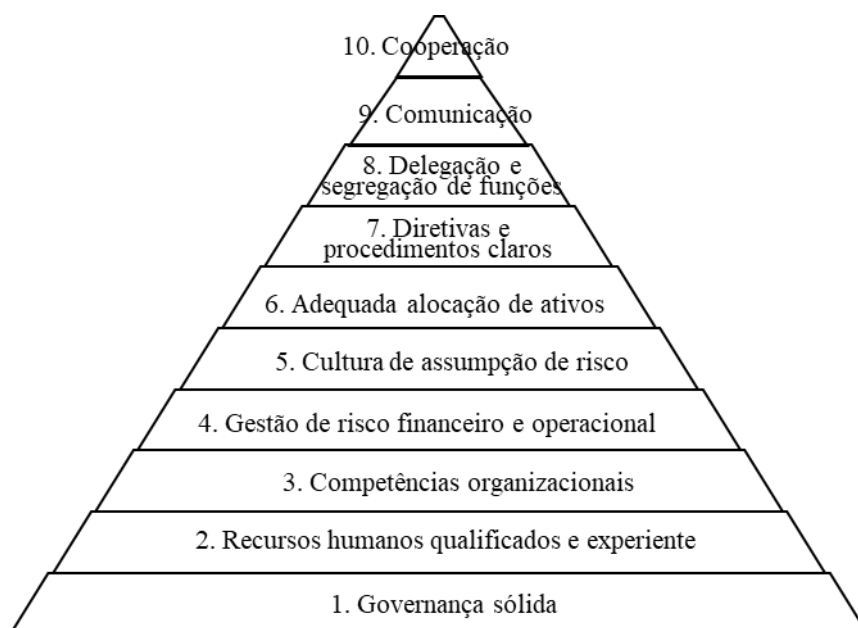 10. Cooperação
9. Comunicação
8. Delegação e
segregação de funções
7. Diretivas e
procedimentos claros
6. Adequada alocação de ativos
5. Cultura de assumpção de risco
4. Gestão de risco financeiro e operacional
3. Competências organizacionais
2. Recursos humanos qualificados e experiente
1. Governança sólida